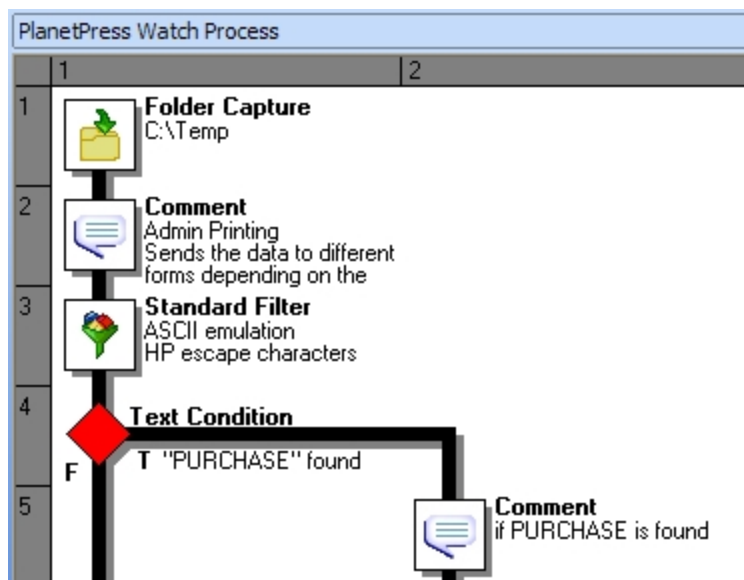 PlanetPress Watch Process
1
2
1
Folder Capture
C:\Temp
2
Comment
Admin Printing
Sends the data to different
forms depending on the
3
Standard Filter
ASCII emulation
HP escape characters
4
Text Condition
F
T "PURCHASE" found
5
Comment
if PURCHASE is found